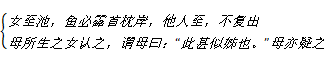 女至池，鱼必露首枕岸，他人至，不复出
母所生之女认之，谓母曰："此甚似姊也。"母亦疑之